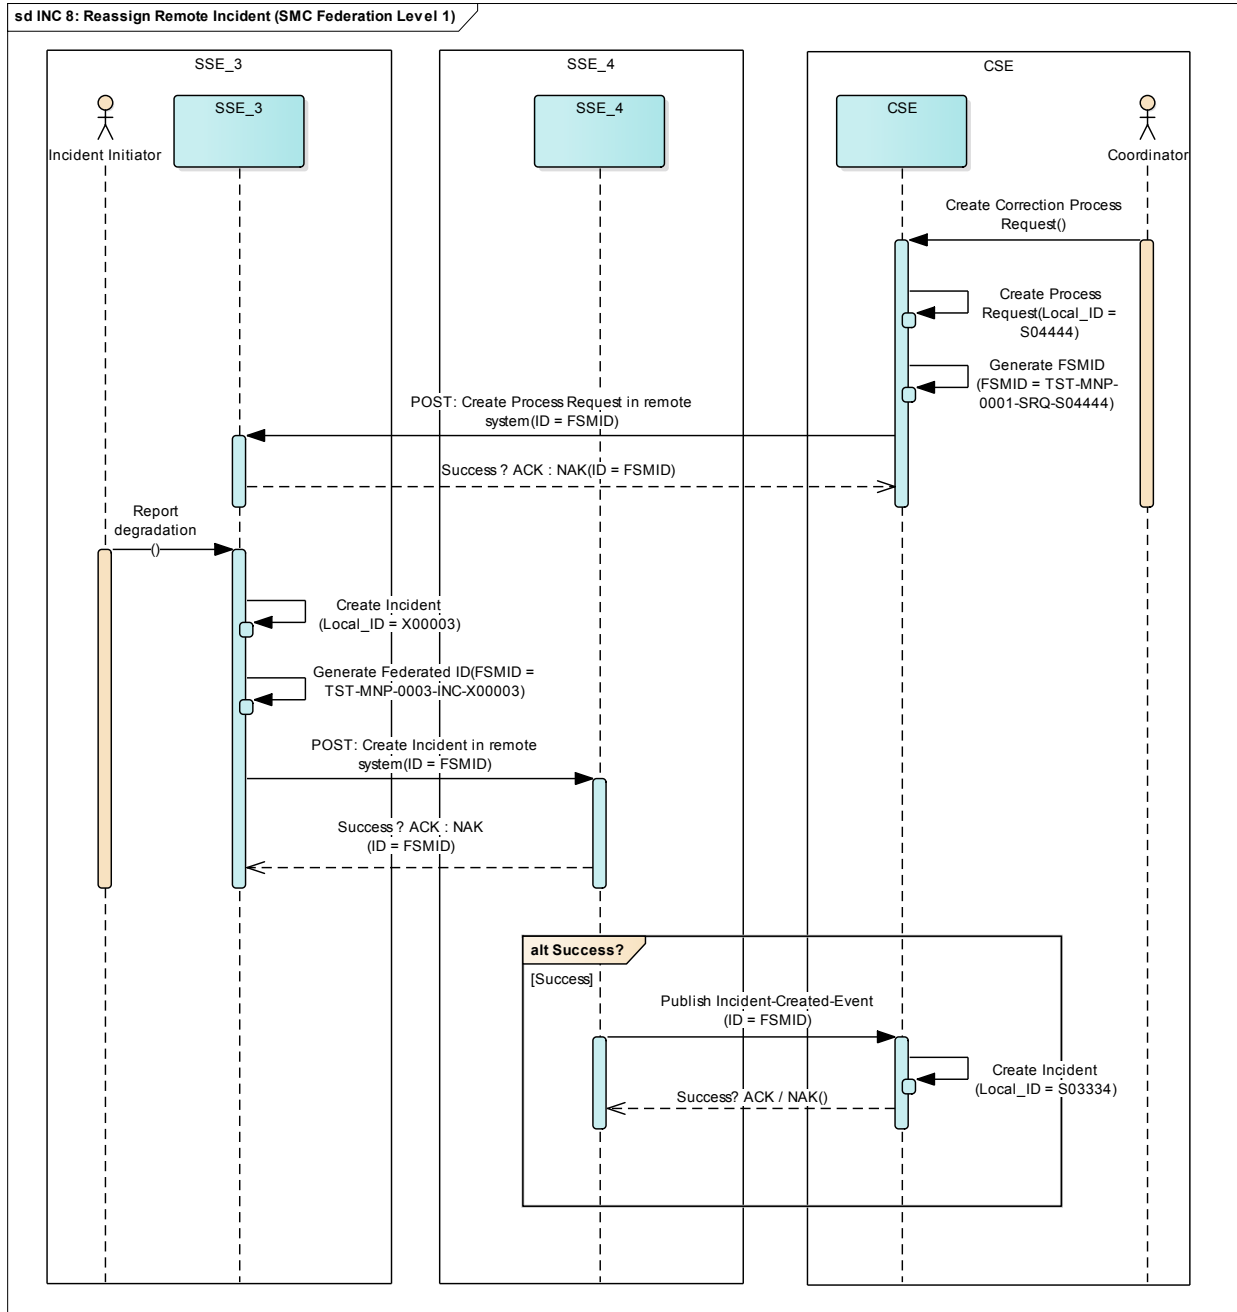 sd INC 8: Reassign Remote Incident (SMC Federation Level 1)
SSE_3
SSE_4
CSE
SSE_3
SSE_4
CSE
Incident Initiator
Coordinator
Create Correction Process
Request()
Create Process
Request(Local_ID =
S04444)
Generate FSMID
(FSMID = TST-MNP-
0001-SRQ-S04444)
POST: Create Process Request in remote
system(ID = FSMID)
Success ? ACK : NAK(ID = FSMID)
Report
degradation
()
Create Incident
(Local_ID = X00003)
Generate Federated ID(FSMID =
TST-MNP-0003-INC-X00003)
POST: Create Incident in remote
system(ID = FSMID)
Success ? ACK : NAK
(ID = FSMID)
alt Success?
[Success]
Publish Incident-Created-Event
(ID = FSMID)
Create Incident
(Local_ID = S03334)
Success? ACK / NAK()